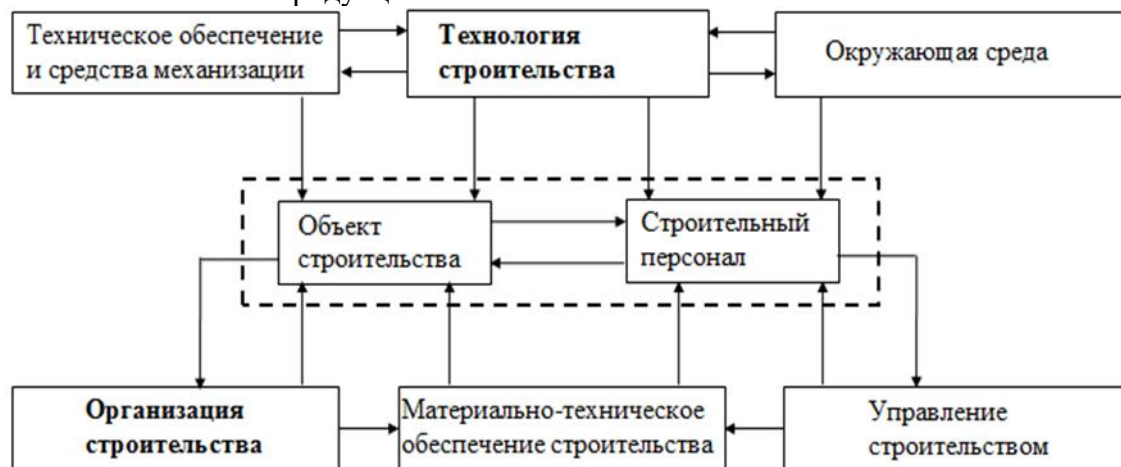 Техническое обеспечение
и средства механизации
Технология
строительства
Окружающая среда
Объект
строительства
Строительный
персонал
Организация
строительства
Материально-техническое
обеспечение строительства
Управление
строительством